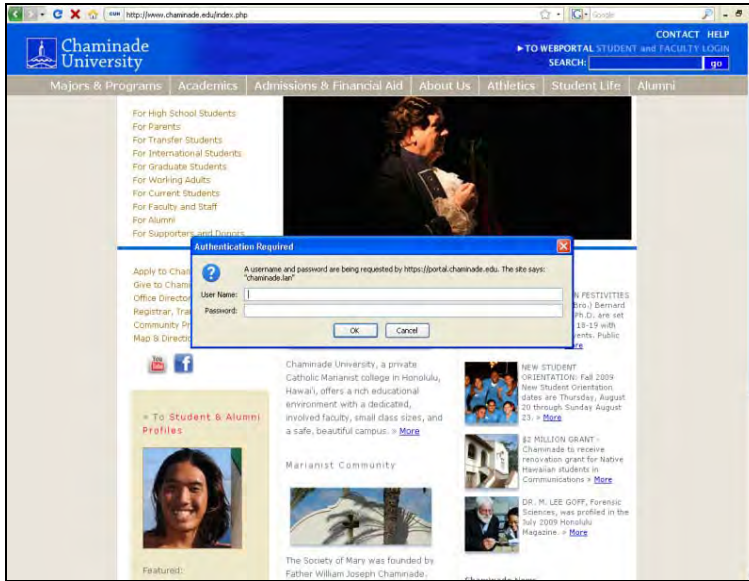 CUH http://www.chaminade.edu/index.php
Google
Chaminade
University
CONTACT HELP
▸TO WEBPORTAL STUDENT and FACULTY LOGIN
SEARCH: go
Majors & Programs Academics Admissions & Financial Aid About Us Athletics Student Life Alumni
For High School Students
For Parents
For Transfer Students
For International Students
For Graduate Students
For Working Adults
For Current Students
For Faculty and Staff
For Alumni
For Supporters and Donors
Authentication Required
A username and password are being requested by https://portal.chaminade.edu. The site says:
"chaminade.lan"
User Name:
Password:
OK Cancel
Apply to Cham
Give to Cham
Office Director
Registrar, Tra
Community Pr
Map & Directio
You
f
» To Student & Alumni
Profiles
Featured:
Chaminade University, a private
Catholic Marianist college in Honolulu,
Hawai'i, offers a rich educational
environment with a dedicated,
involved faculty, small class sizes, and
a safe, beautiful campus. » More
Marianist Community
The Society of Mary was founded by
Father William Joseph Chaminade.
N FESTIVITIES
Bro.) Bernard
Ph.D. are set
18-19 with
ents. Public
More
NEW STUDENT
ORIENTATION: Fall 2009
New Student Orientation
dates are Thursday, August
20 through Sunday August
23. » More
$2 MILLION GRANT -
Chaminade to receive
renovation grant for Native
Hawaiian students in
Communications » More
DR. M. LEE GOFF, Forensic
Sciences, was profiled in the
July 2009 Honolulu
Magazine. » More